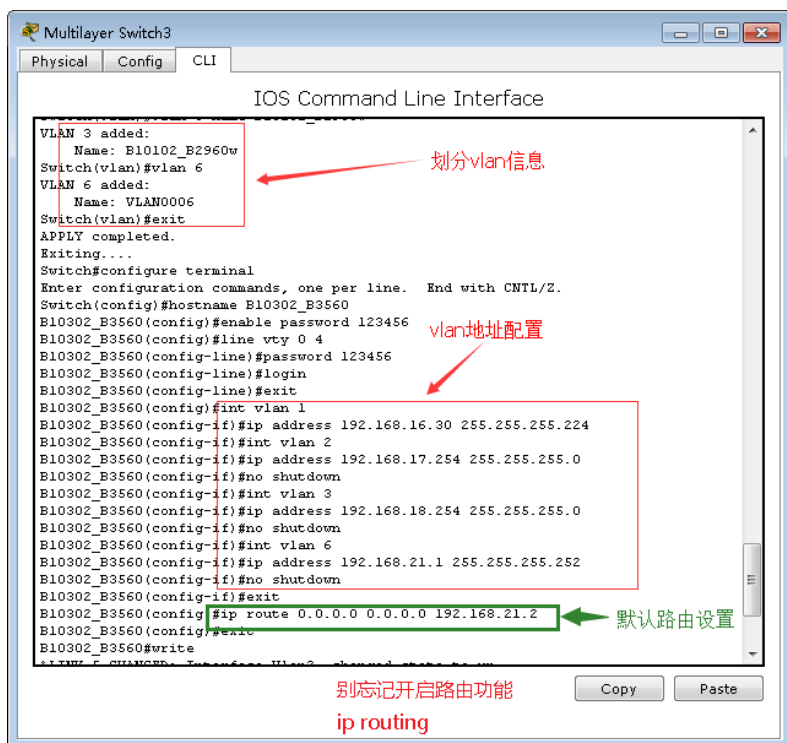 Multilayer Switch3
Physical Config CLI
IOS Command Line Interface
VLAN 3 added:
Name: B10102_B2960w
Switch(vlan)#vlan 6
VLAN 6 added:
Name: VLAN0006
Switch(vlan)#exit
APPLY completed.
Exiting....
Switch#configure terminal
Enter configuration commands, one per line. End with CNTL/Z.
Switch(config)#hostname B10302_B3560
B10302_B3560(config)#enable password 123456
B10302_B3560(config)#line vty 0 4
B10302_B3560(config-line)#password 123456
B10302_B3560(config-line)#login
B10302_B3560(config-line)#exit
B10302_B3560(config)#int vlan 1
B10302_B3560(config-if)#ip address 192.168.16.30 255.255.255.224
B10302_B3560(config-if)#int vlan 2
B10302_B3560(config-if)#ip address 192.168.17.254 255.255.255.0
B10302_B3560(config-if)#no shutdown
B10302_B3560(config-if)#int vlan 3
B10302_B3560(config-if)#ip address 192.168.18.254 255.255.255.0
B10302_B3560(config-if)#no shutdown
B10302_B3560(config-if)#int vlan 6
B10302_B3560(config-if)#ip address 192.168.21.1 255.255.255.252
B10302_B3560(config-if)#no shutdown
B10302_B3560(config-if)#exit
B10302_B3560(config)#ip route 0.0.0.0 0.0.0.0 192.168.21.2
B10302_B3560(config)#exit
B10302_B3560#write
划分vlan信息
vlan地址配置
默认路由设置
别忘记开启路由功能
ip routing
Copy Paste